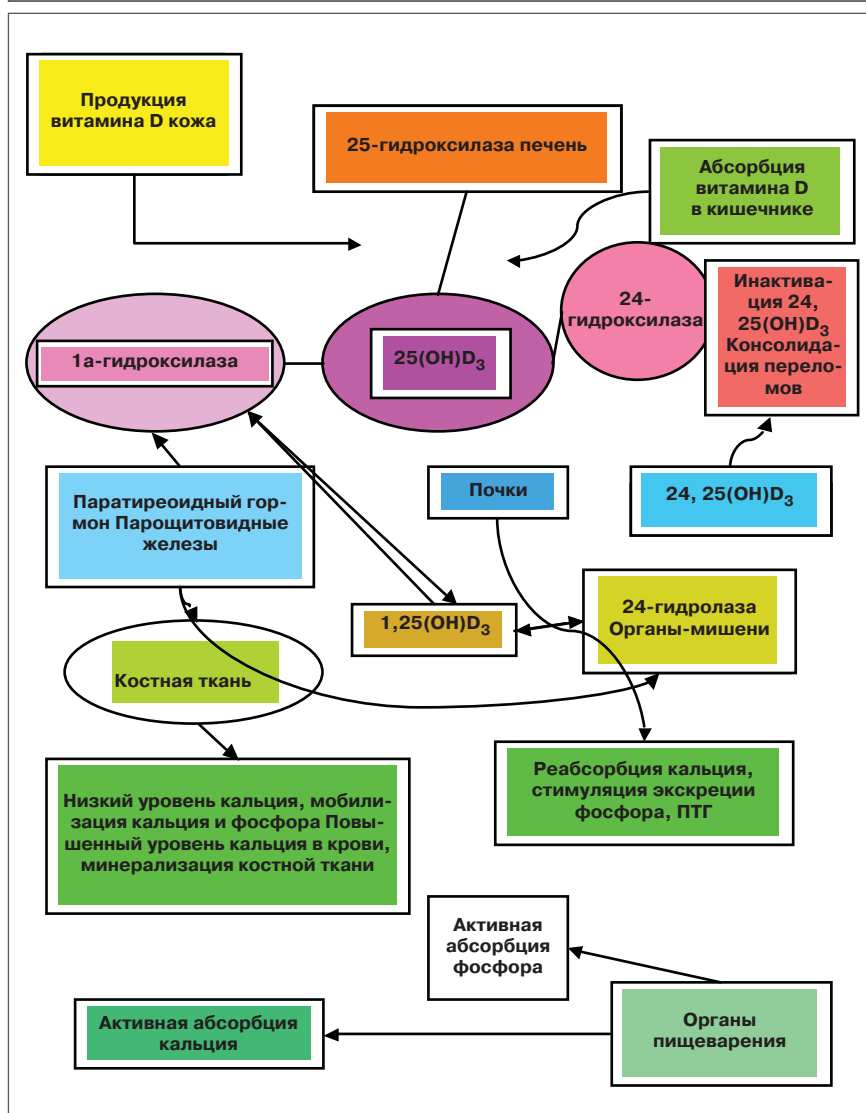 Продукция
витамина D кожа
25-гидроксилаза печень
Абсорбция
витамина D
в кишечнике
24-
гидроксилаза
Инактива-
ция 24,
25(OH)D₃
Консолида-
ция перело-
мов
1а-гидроксилаза
25(OH)D₃
Паратиреоидный гор-
мон Парощитовидные
железы
Почки
24, 25(OH)D₃
1,25(OH)D₃
24-гидролаза
Органы-мишени
Костная ткань
Реабсорбция кальция,
стимуляция экскреции
фосфора, ПТГ
Низкий уровень кальция, мобили-
зация кальция и фосфора Повы-
шенный уровень кальция в крови,
минерализация костной ткани
Активная
абсорбция
фосфора
Активная абсорбция
кальция
Органы
пищеварения